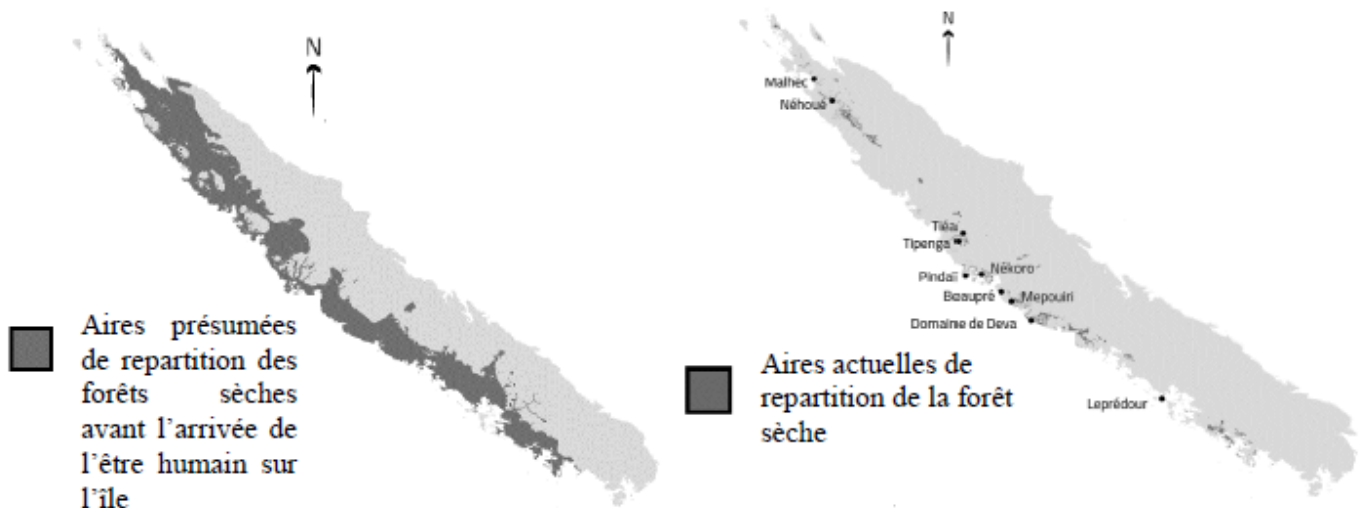 N
Aires présumées
de repartition des
forêts sèches
avant l'arrivée de
l'être humain sur
l'île
N
Malhec
Néhoué
Tiéa
Tipenga
Pindaï
Nékoro
Beaupré
Mepouiri
Domaine de Deva
Leprédour
Aires actuelles de
repartition de la forêt
sèche